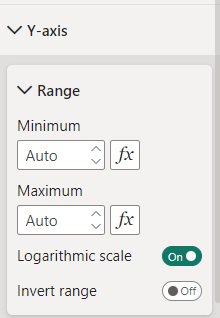 Y-axis
Range
Minimum
Auto fx
Maximum
Auto fx
Logarithmic scale On
Invert range Off